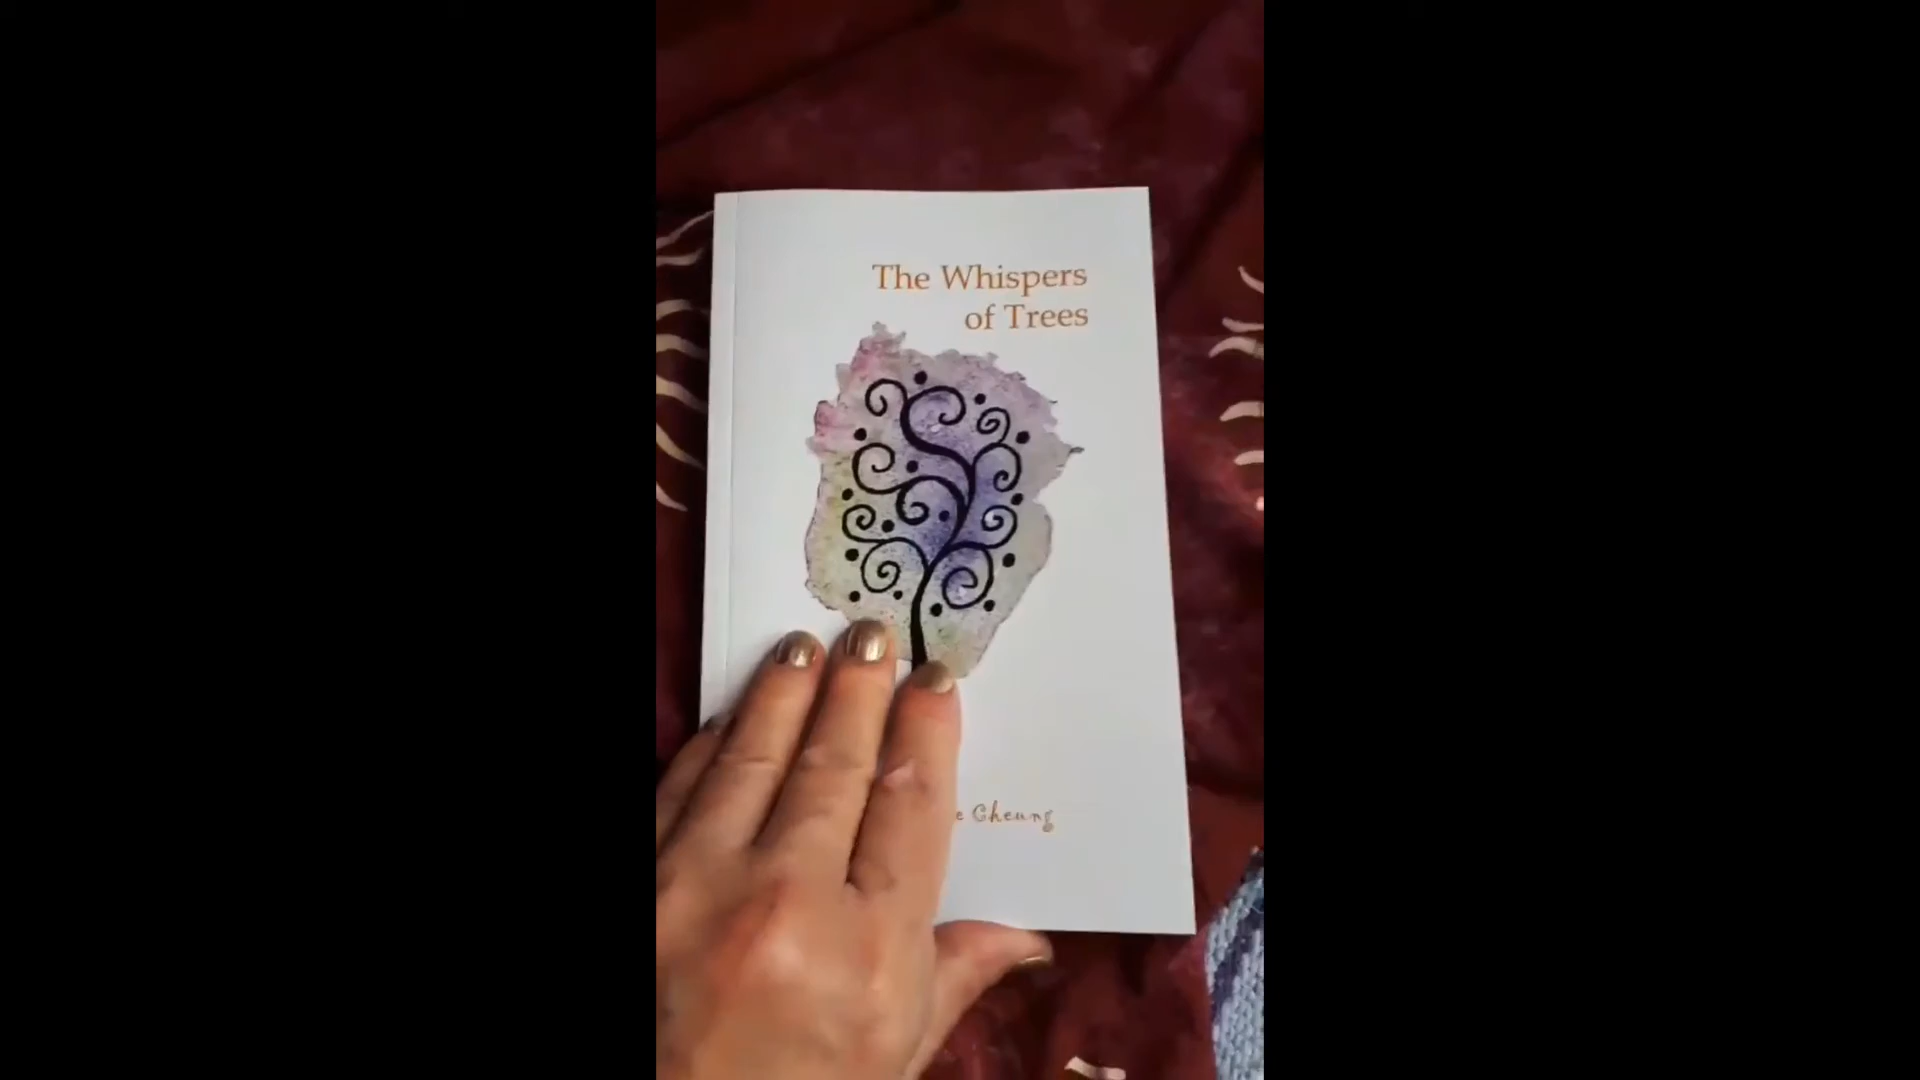 The Whispers
of Trees
Cheung